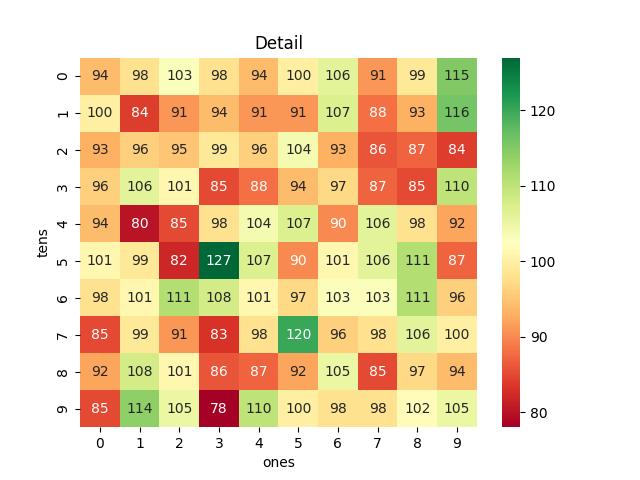 Detail
0 94 98 103 98 94 100 106 91 99 115
1 100 84 91 94 91 91 107 88 93 116
2 93 96 95 99 96 104 93 86 87 84
3 96 106 101 85 88 94 97 87 85 110
4 94 80 85 98 104 107 90 106 98 92
5 101 99 82 127 107 90 101 106 111 87
6 98 101 111 108 101 97 103 103 111 96
7 85 99 91 83 98 120 96 98 106 100
8 92 108 101 86 87 92 105 85 97 94
9 85 114 105 78 110 100 98 98 102 105
0 1 2 3 4 5 6 7 8 9
ones
tens
120
110
100
90
80